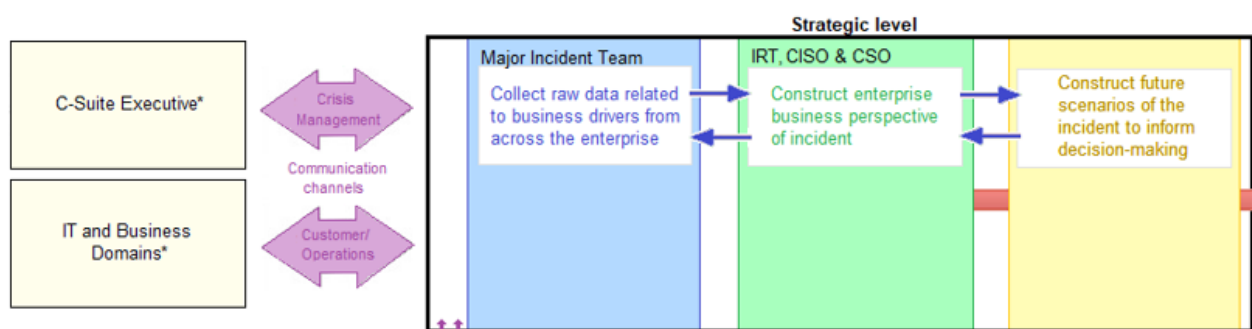 Strategic level
C-Suite Executive*
IT and Business
Domains*
Crisis
Management
Communication
channels
Customer/
Operations
Major Incident Team
Collect raw data related
to business drivers from
across the enterprise
IRT, CISO & CSO
Construct enterprise
business perspective
of incident
Construct future
scenarios of the
incident to inform
decision-making